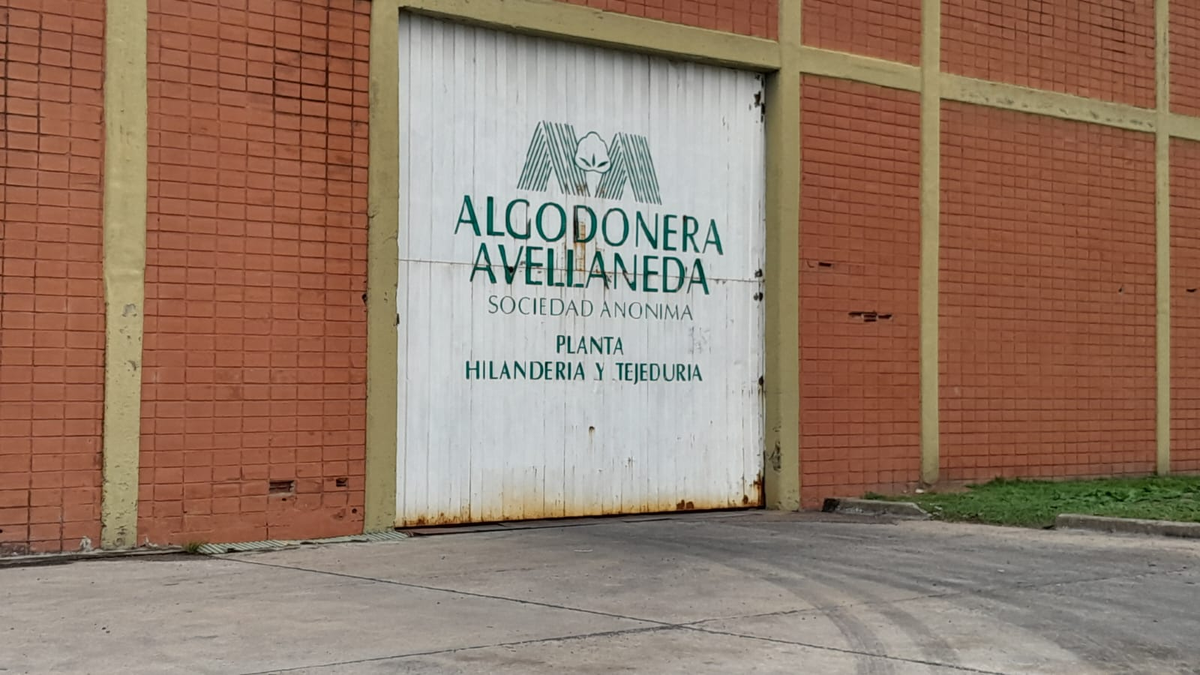 ALGODONERA
AVELLANEDA
SOCIEDAD ANONIMA
PLANTA
HILANDERIA Y TEJEDURIA